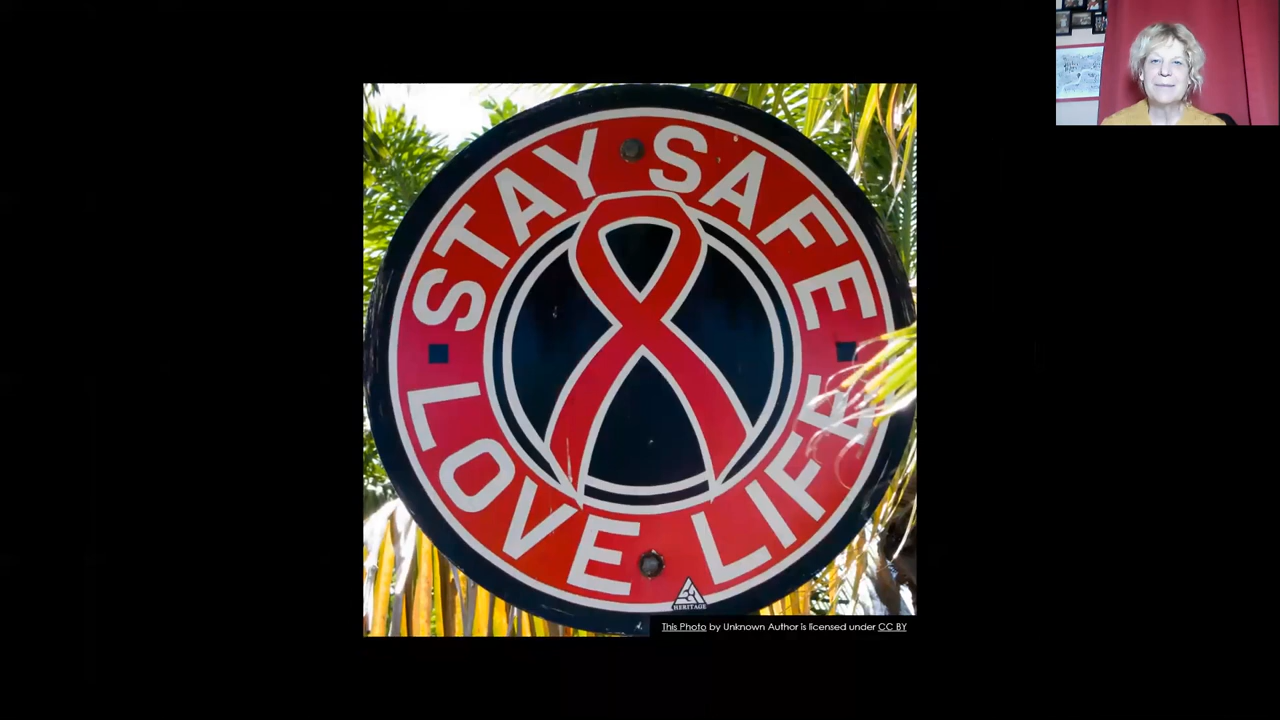 STAY SAFE
LOVE LIFE
HERITAGE
This Photo by Unknown Author is licensed under CC BY